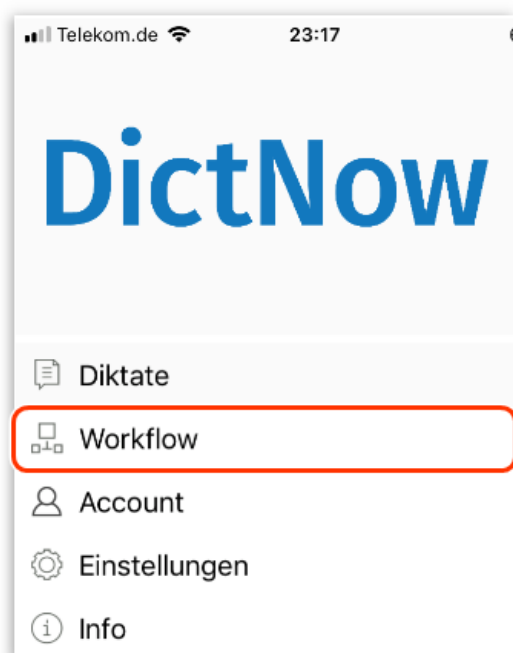 Telekom.de 23:17
DictNow
Diktate
Workflow
Account
Einstellungen
Info